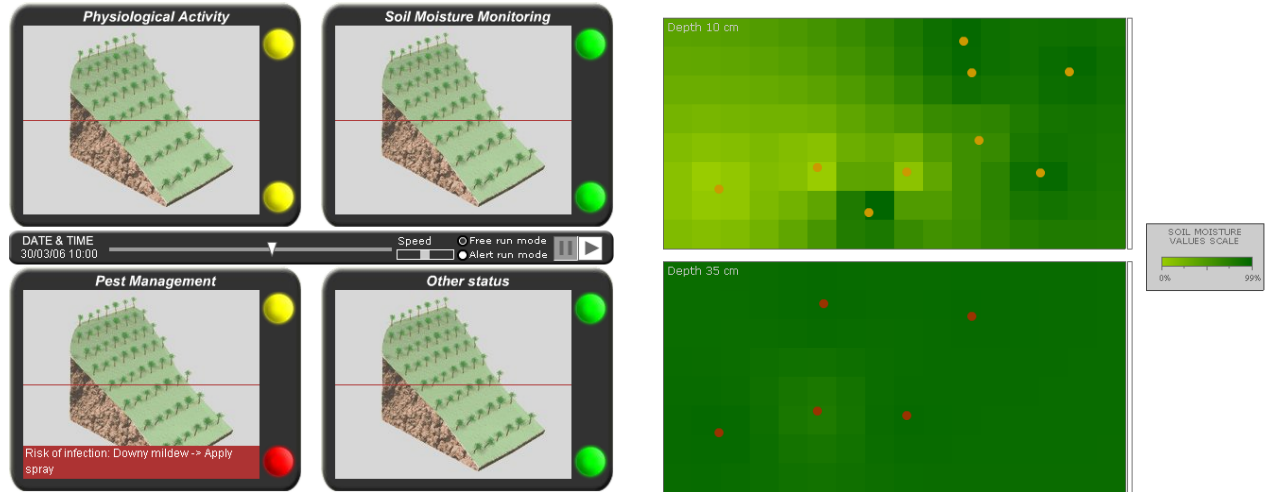 Physiological Activity
Soil Moisture Monitoring
DATE & TIME
30/03/06 10:00
Speed
Free run mode
Alert run mode
Pest Management
Other status
Risk of infection: Downy mildew -> Apply
spray
Depth 10 cm
Depth 35 cm
SOIL MOISTURE
VALUES SCALE
0%
99%